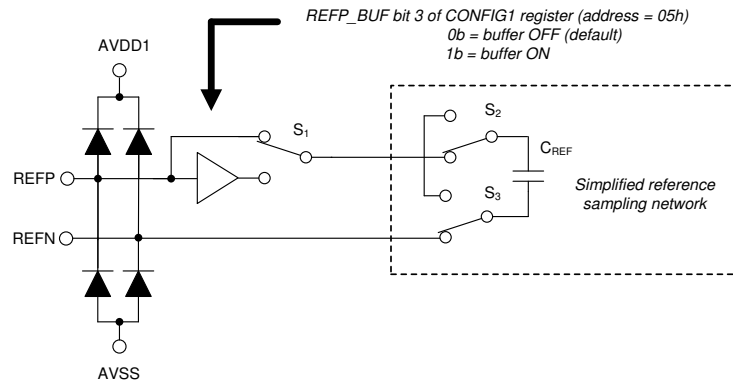 REFP_BUF bit 3 of CONFIG1 register (address = 05h)
0b = buffer OFF (default)
1b = buffer ON
AVDD1
S1
S2
CREF
REFP
S3
Simplified reference
sampling network
REFN
AVSS